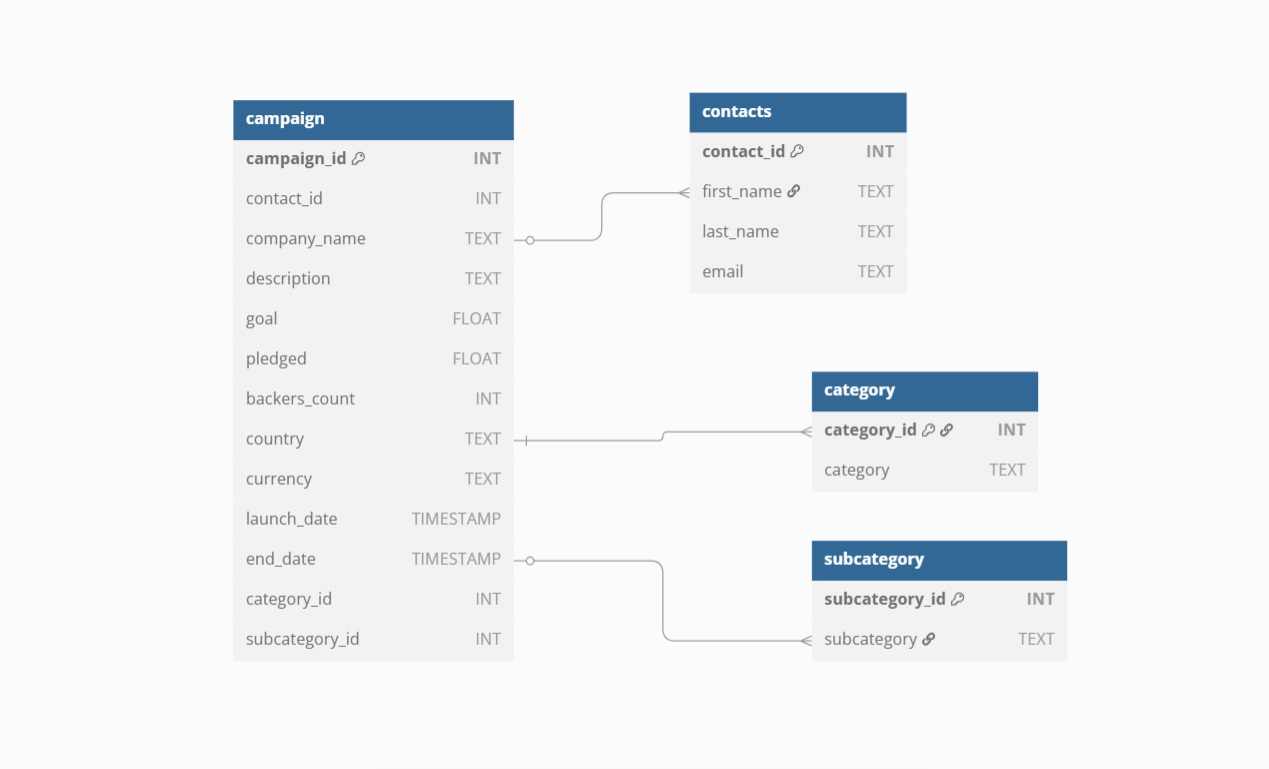 campaign
campaign_id INT
contact_id INT
company_name TEXT
description TEXT
goal FLOAT
pledged FLOAT
backers_count INT
country TEXT
currency TEXT
launch_date TIMESTAMP
end_date TIMESTAMP
category_id INT
subcategory_id INT
contacts
contact_id INT
first_name TEXT
last_name TEXT
email TEXT
category
category_id INT
category TEXT
subcategory
subcategory_id INT
subcategory TEXT